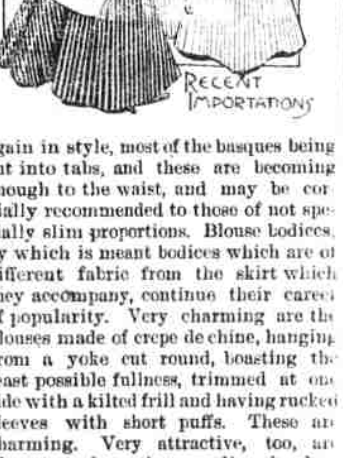 RECENT
IMPORTATIONS
gain in style, most of the basques being
ut into tabs, and these are becoming
nough to the waist, and may be cor
ially recommended to those of not spe-
ially slim proportions. Blouse bodices,
y which is meant bodices which are of
ifferent fabric from the skirt which
hey accompany, continue their career
f popularity. Very charming are the
louses made of crepe de chine, hanging
rom a yoke cut round, boasting the
east possible fullness, trimmed at one
ide with a kilted frill and having rucked
leeves with short puffs. These are
harming. Very attractive, too, are